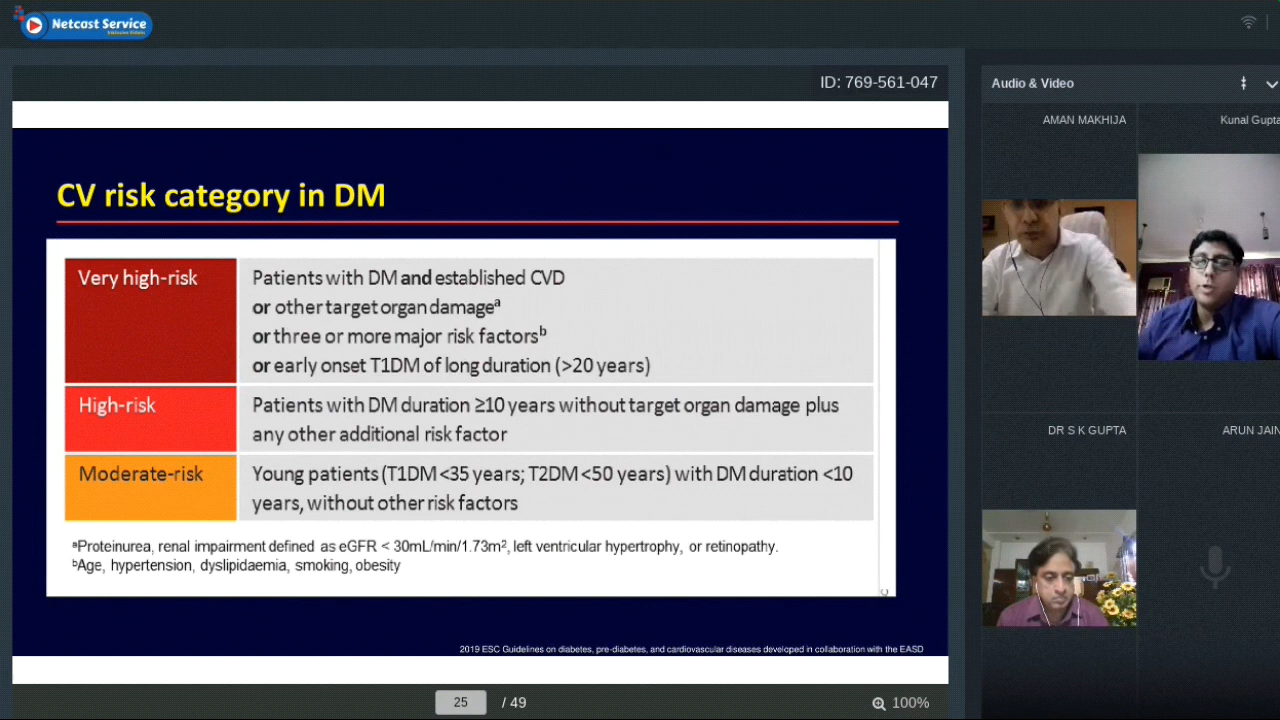 Netcast Service
ID: 769-561-047
Audio & Video
AMAN MAKHIJA
Kunal Gupta
CV risk category in DM
Very high-risk
Patients with DM and established CVD
or other target organ damageª
or three or more major risk factorsᵇ
or early onset T1DM of long duration (>20 years)
High-risk
Patients with DM duration ≥10 years without target organ damage plus
any other additional risk factor
Moderate-risk
Young patients (T1DM <35 years; T2DM <50 years) with DM duration <10
years, without other risk factors
ªProteinurea, renal impairment defined as eGFR < 30mL/min/1.73m², left ventricular hypertrophy, or retinopathy.
ᵇAge, hypertension, dyslipidaemia, smoking, obesity
2019 ESC Guidelines on diabetes, pre-diabetes, and cardiovascular diseases developed in collaboration with the EASD
DR S K GUPTA
ARUN JAIN
25 / 49
100%